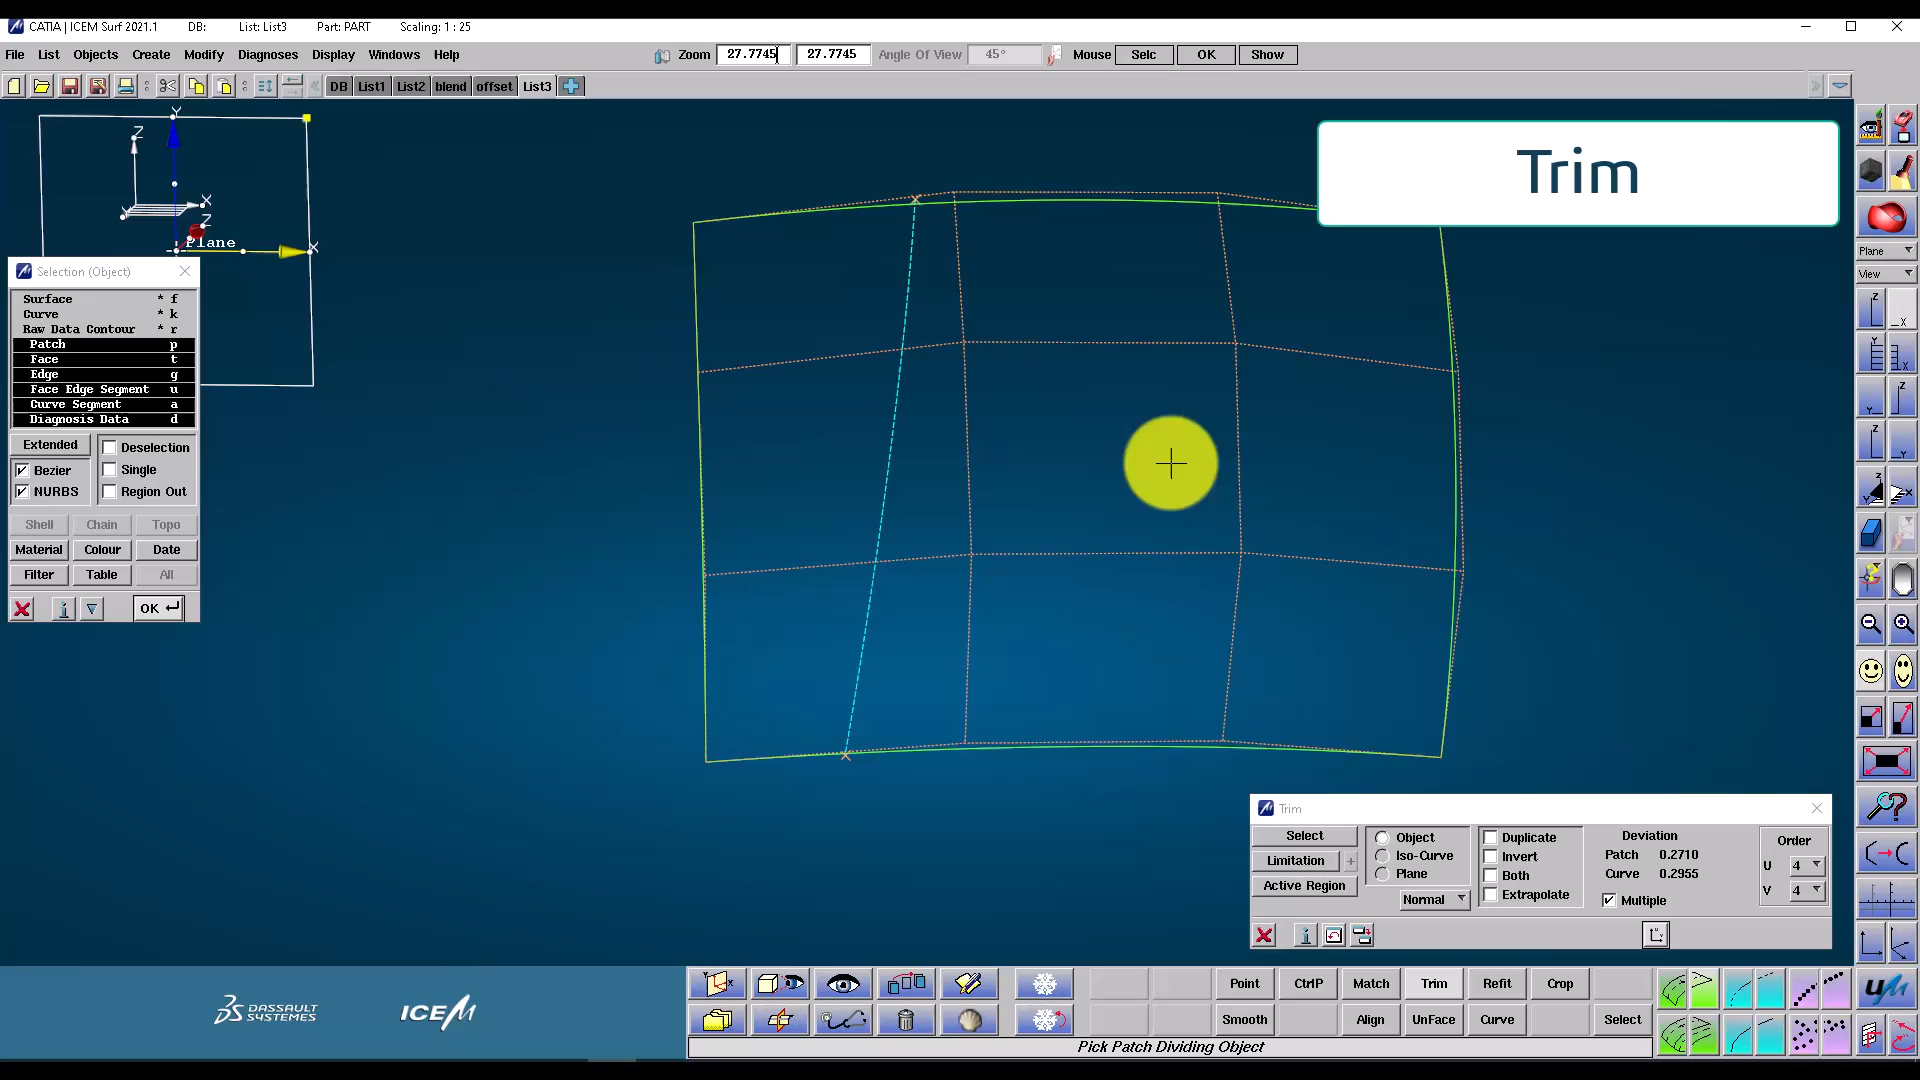 CATIA | ICEM Surf 2021.1 DB: List: List3 Part: PART Scaling: 1 : 25
File List Objects Create Modify Diagnoses Display Windows Help Zoom 27.7745 27.7745 Angle Of View 45° Mouse Selc OK Show
DB List1 List2 blend offset List3
Trim
Y
Z
X
Y
Z
Plane
X
Selection (Object)
Surface * f
Curve * k
Raw Data Contour * r
Patch p
Face t
Edge g
Face Edge Segment u
Curve Segment a
Diagnosis Data d
Extended Deselection
Bezier Single
NURBS Region Out
Shell Chain Topo
Material Colour Date
Filter Table All
i OK
Plane
View
Trim
Select Object Duplicate Deviation Order
Limitation + Iso-Curve Invert Patch 0.2710 U 4
Active Region Plane Both Curve 0.2955 V 4
Normal Extrapolate Multiple
i
DASSAULT SYSTEMES ICEM
Point CtrlP Match Trim Refit Crop
Smooth Align UnFace Curve Select
Pick Patch Dividing Object